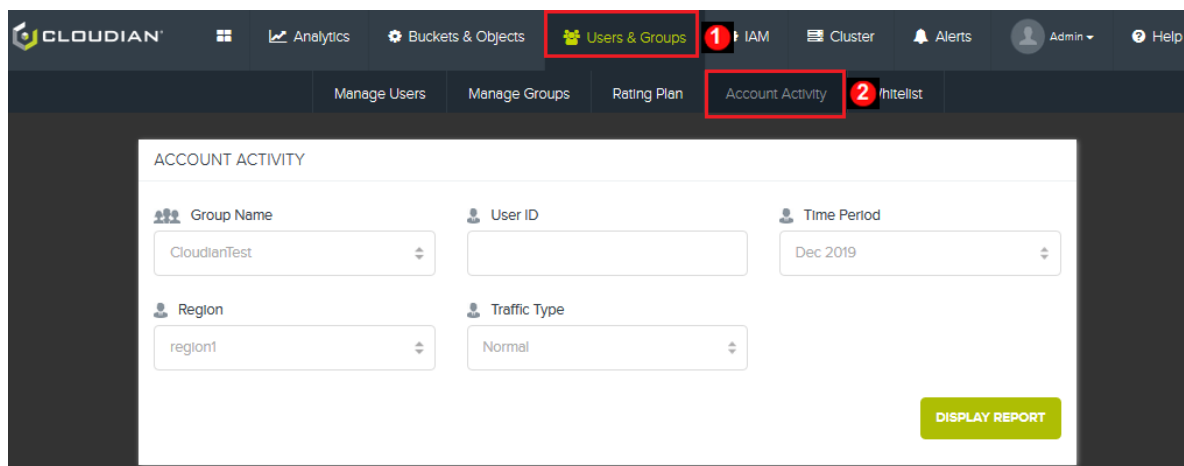 CLOUDIAN Analytics Buckets & Objects Users & Groups 1 IAM Cluster Alerts Admin Help
Manage Users Manage Groups Rating Plan Account Activity 2 hitelist
ACCOUNT ACTIVITY
Group Name User ID Time Period
CloudianTest Dec 2019
Region Traffic Type
region1 Normal
DISPLAY REPORT